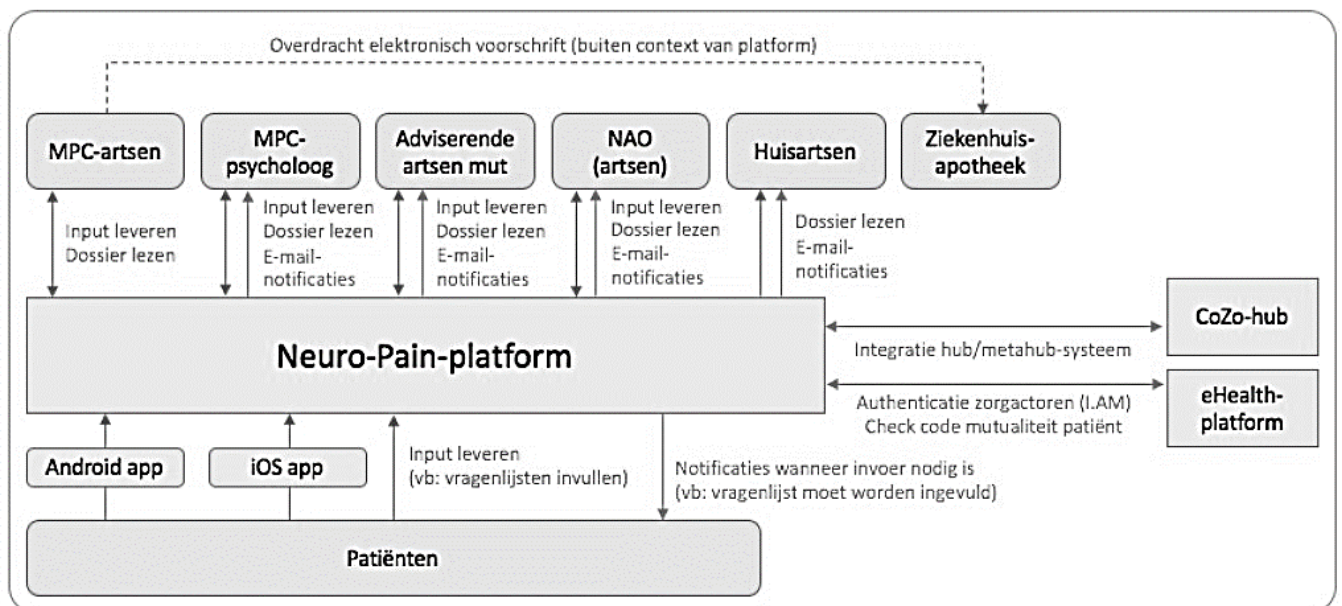 Overdracht elektronisch voorschrift (buiten context van platform)
MPC-artsen
MPC-
psycholoog
Adviserende
artsen mut
NAO
(artsen)
Huisartsen
Ziekenhuis-
apotheek
Input leveren
Dossier lezen
Input leveren
Dossier lezen
E-mail-
notificaties
Input leveren
Dossier lezen
E-mail-
notificaties
Input leveren
Dossier lezen
E-mail-
notificaties
Dossier lezen
E-mail-
notificaties
Neuro-Pain-platform
CoZo-hub
Integratie hub/metahub-systeem
eHealth-
platform
Authenticatie zorgactoren (I.AM)
Check code mutualiteit patiënt
Android app
iOS app
Input leveren
(vb: vragenlijsten invullen)
Notificaties wanneer invoer nodig is
(vb: vragenlijst moet worden ingevuld)
Patiënten